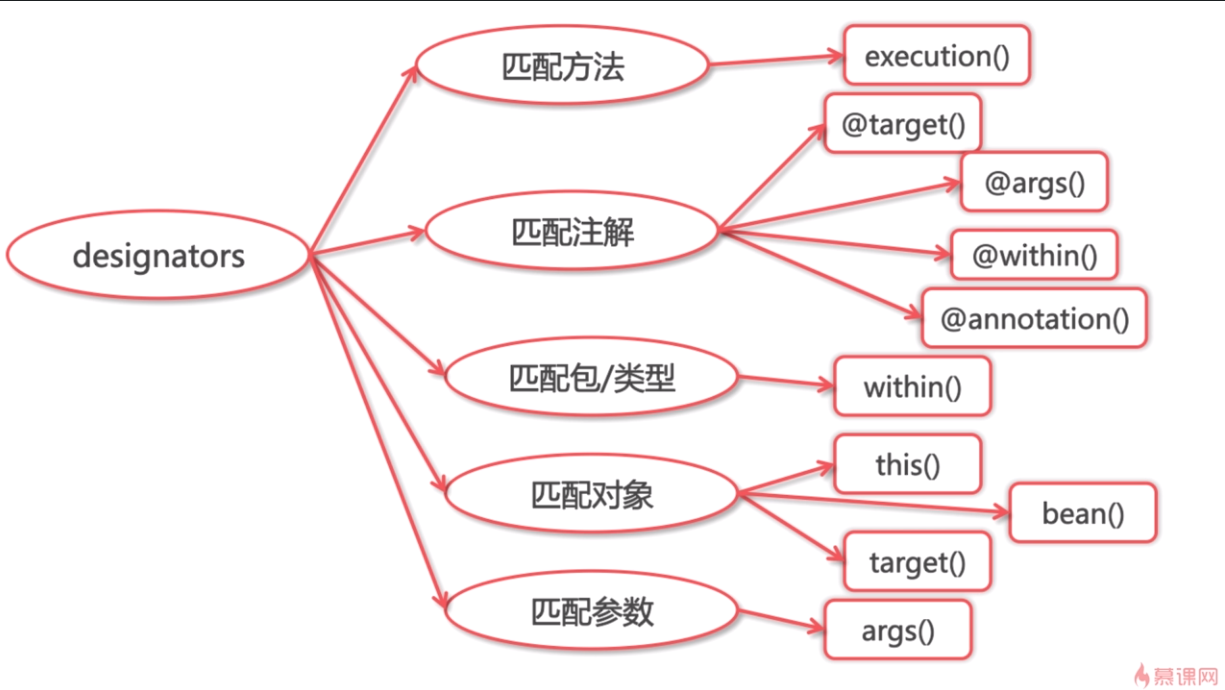 designators
匹配方法
execution()
匹配注解
@target()
@args()
@within()
@annotation()
匹配包/类型
within()
匹配对象
this()
bean()
target()
匹配参数
args()
慕课网